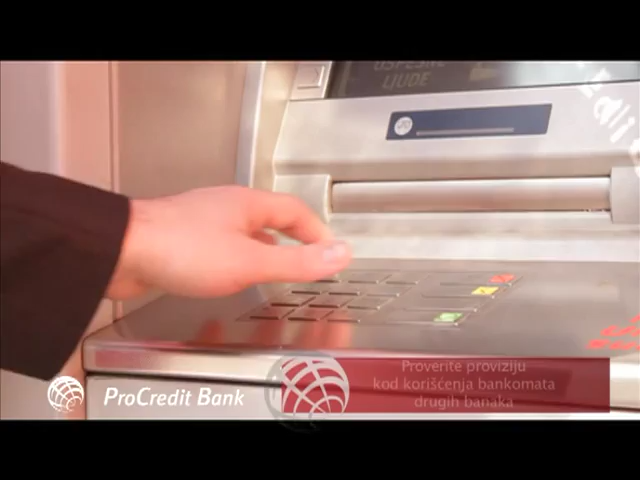 USPEŠNE
LJUDE
ProCredit Bank
Proverite proviziju
kod korišćenja bankomata
drugih banaka